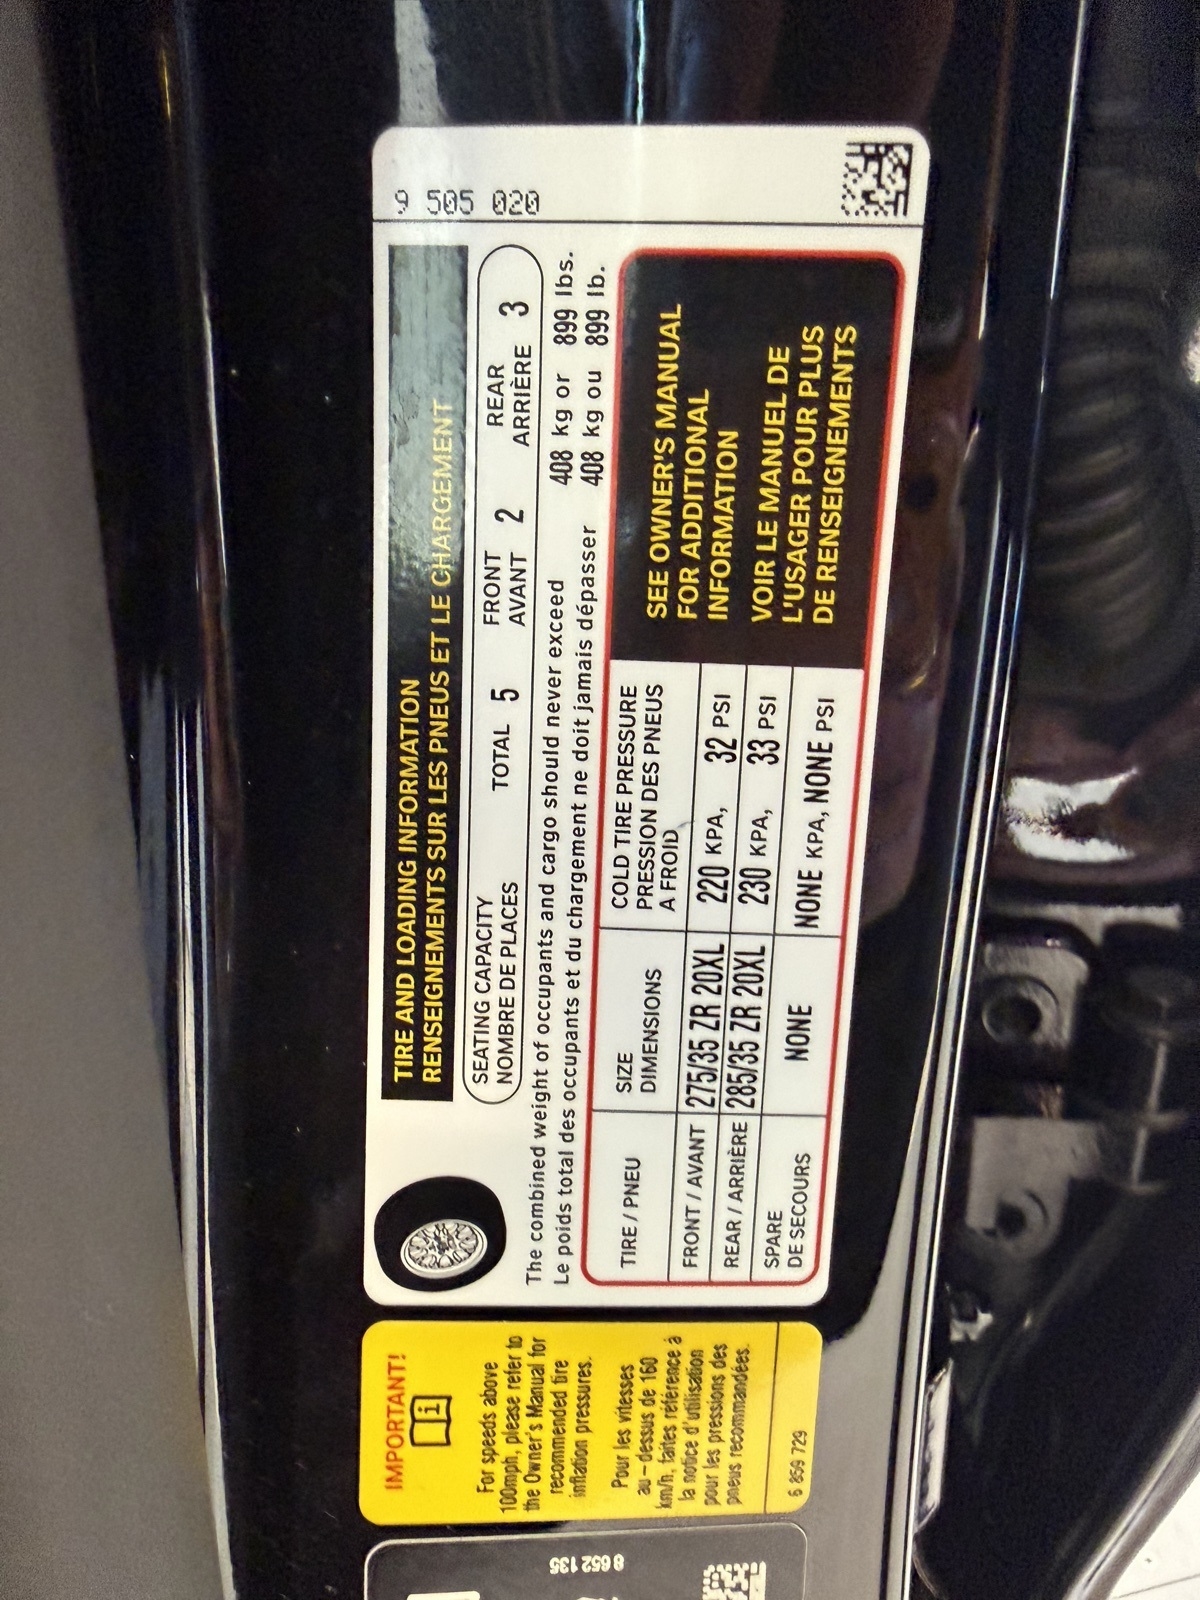 9 505 020
TIRE AND LOADING INFORMATION
RENSEIGNEMENTS SUR LES PNEUS ET LE CHARGEMENT
SEATING CAPACITY
NOMBRE DE PLACES
TOTAL 5
FRONT
AVANT 2
REAR
ARRIÈRE 3
The combined weight of occupants and cargo should never exceed 408 kg or 899 lbs.
Le poids total des occupants et du chargement ne doit jamais dépasser 408 kg ou 899 lb.
TIRE / PNEU
SIZE
DIMENSIONS
COLD TIRE PRESSURE
PRESSION DES PNEUS
A FROID
FRONT / AVANT 275/35 ZR 20XL 220 KPA, 32 PSI
REAR / ARRIÈRE 285/35 ZR 20XL 230 KPA, 33 PSI
SPARE
DE SECOURS
NONE NONE KPA, NONE PSI
SEE OWNER'S MANUAL
FOR ADDITIONAL
INFORMATION
VOIR LE MANUEL DE
L'USAGER POUR PLUS
DE RENSEIGNEMENTS
IMPORTANT!
i
For speeds above
100mph, please refer to
the Owner's Manual for
recommended tire
inflation pressures.
Pour les vitesses
au-dessus de 160
km/h, faites référence à
la notice d'utilisation
pour les pressions des
pneus recommandées.
6 859 729
8 652 135